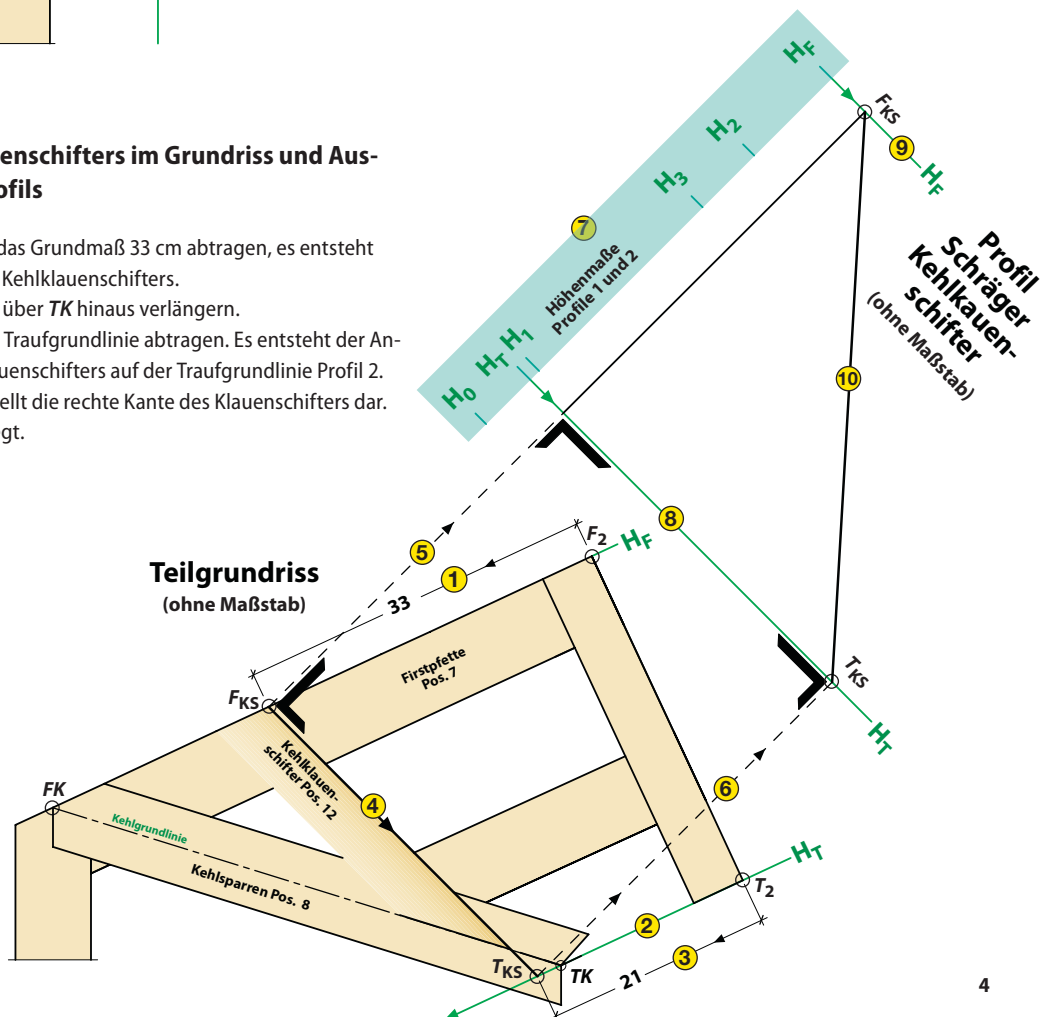 enschifters im Grundriss und Aus-
ofils
das Grundmaß 33 cm abtragen, es entsteht
Kehlklauenschifters.
über TK hinaus verlängern.
Traufgrundlinie abtragen. Es entsteht der An-
uenschifters auf der Traufgrundlinie Profil 2.
ellt die rechte Kante des Klauenschifters dar.
gt.
HF
FKS
9
HF
H2
H3
7
Höhenmaße
Profile 1 und 2
H1
HT
H0
Profil
Schräger
Kehlkauen-
schifter
(ohne Maßstab)
10
8
TKS
HT
Teilgrundriss
(ohne Maßstab)
5
1
33
F2
HF
Firstpfette
Pos. 7
FKS
Kehlklauen-
schifter Pos. 12
4
6
FK
Kehlgrundlinie
Kehlsparren Pos. 8
HT
T2
2
3
21
TKS
TK
4